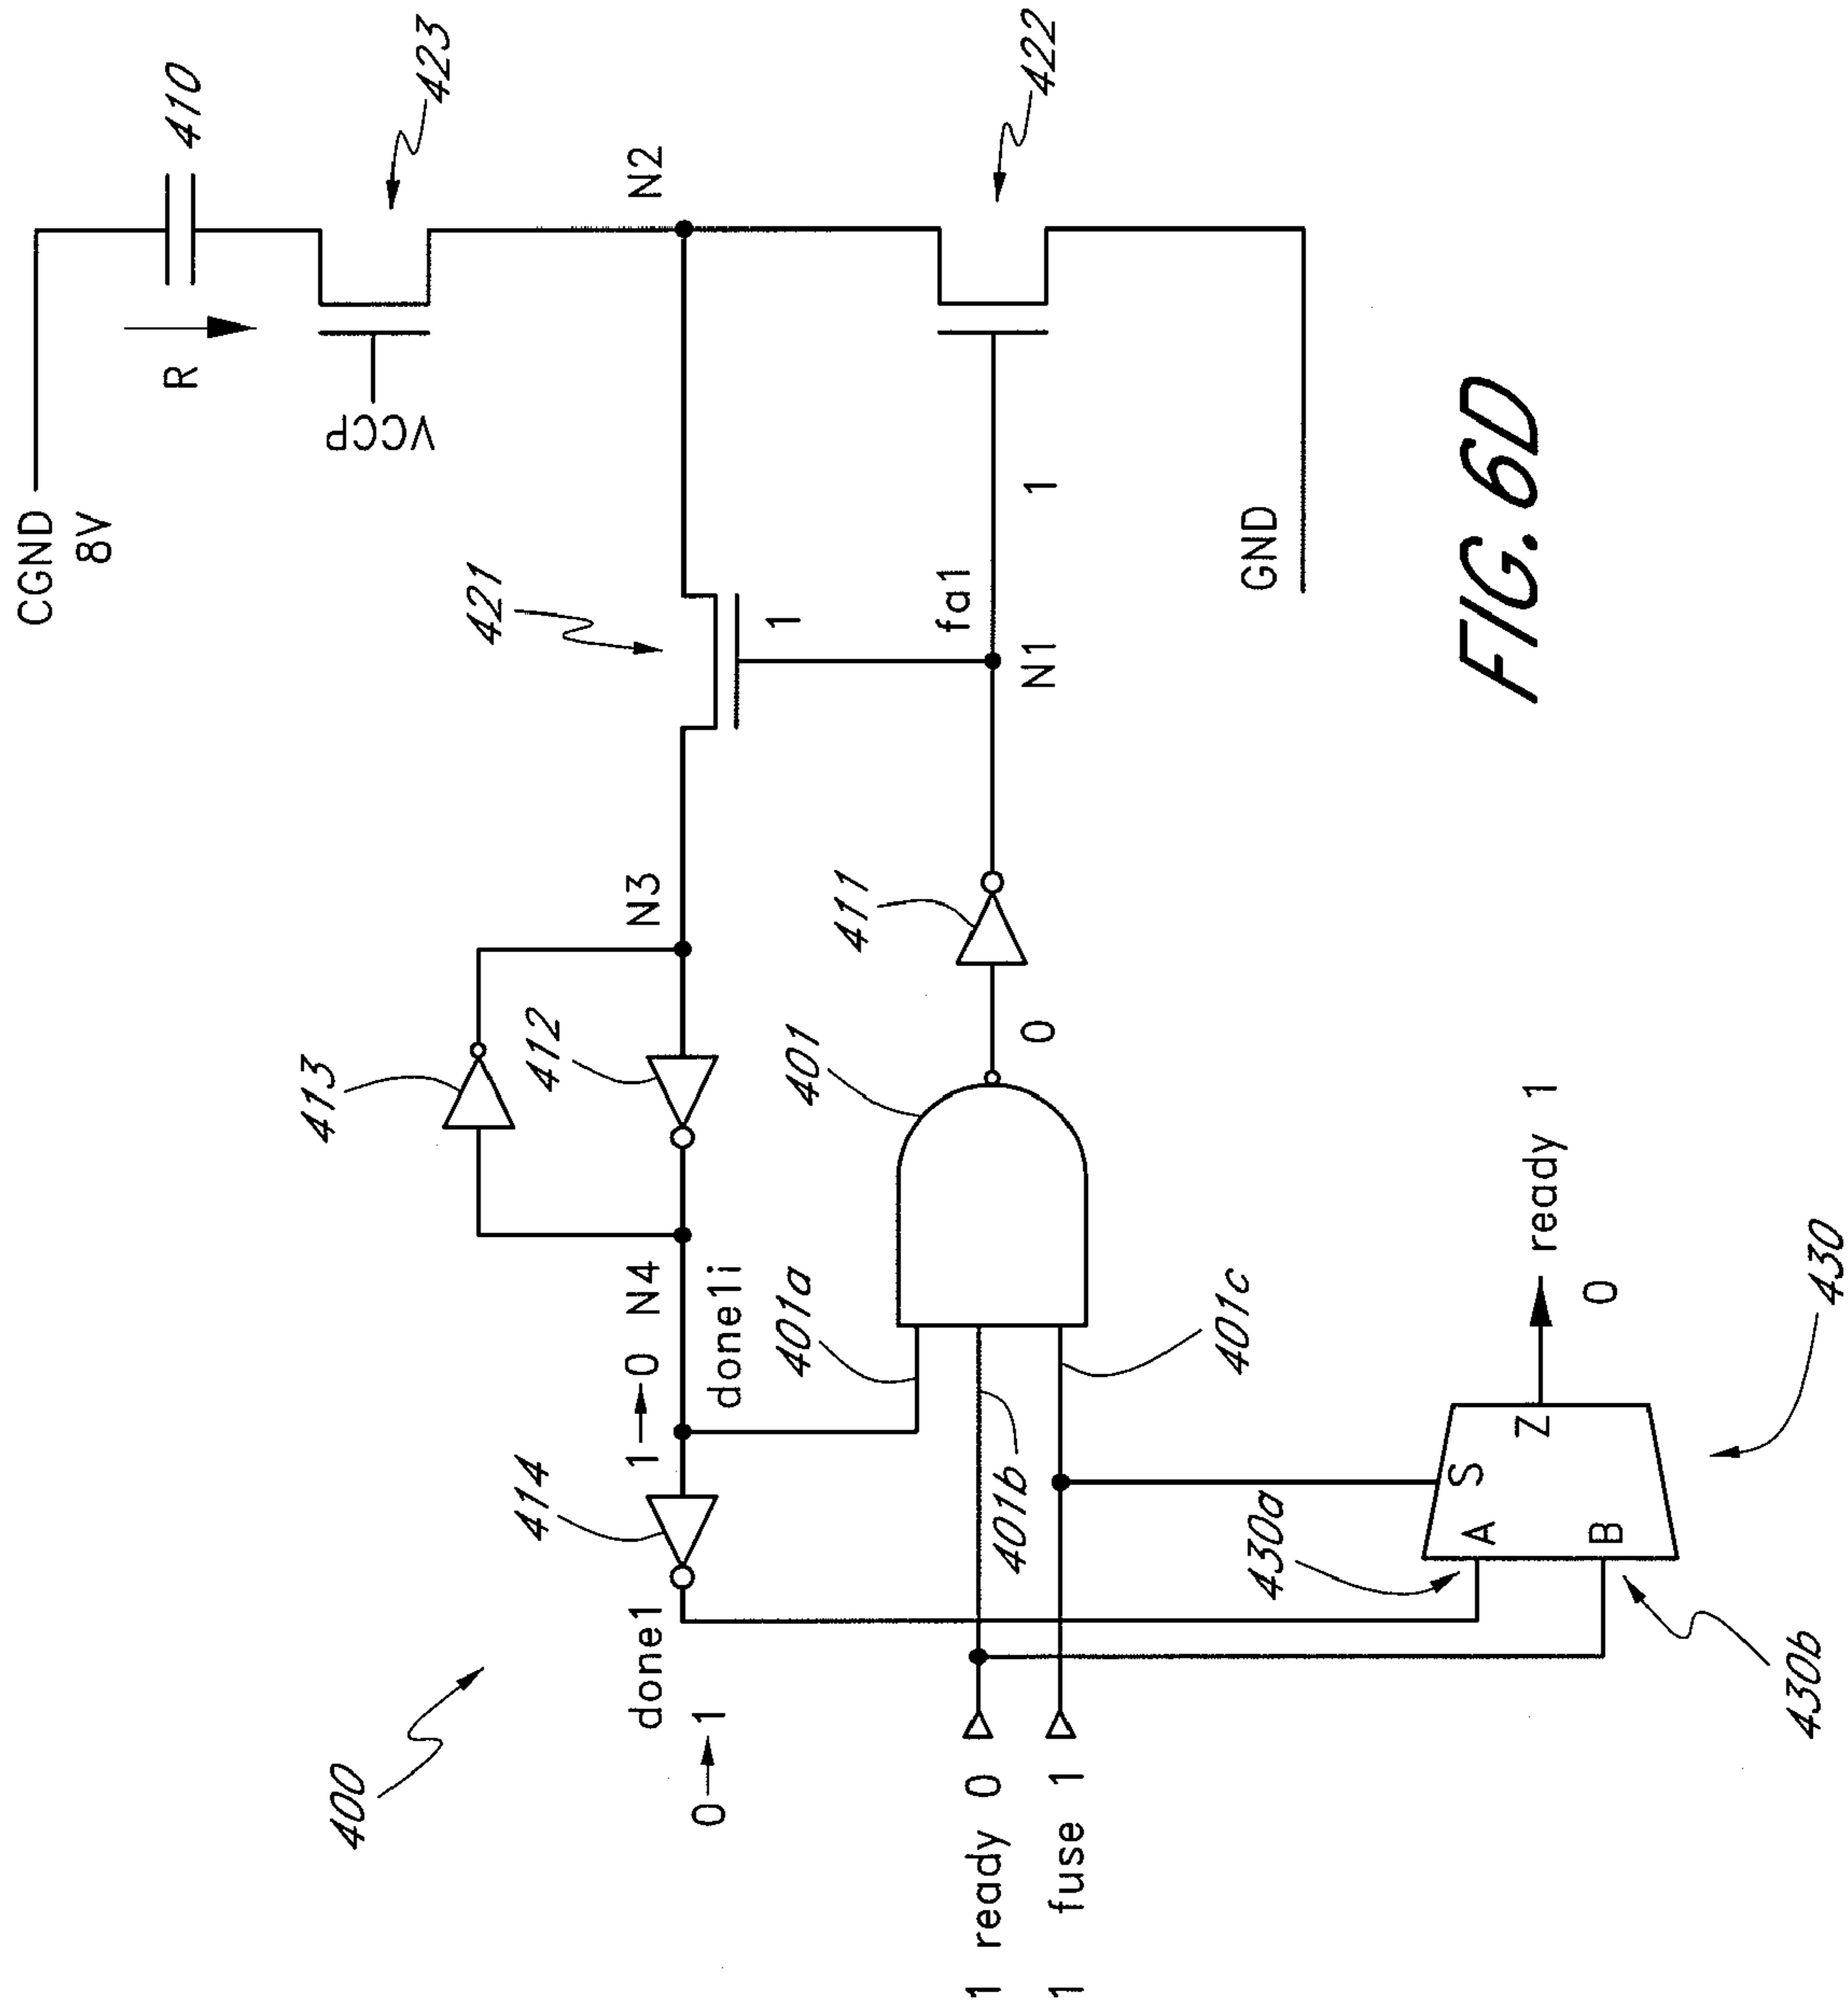 CGND
8V
410
R
423
VCCP
N2
421
1
422
1
fa1
N1
GND
N3
413
412
411
401
0
N4
1→0
done1i
414
401a
401b
401c
done1
0→1
400
1 ready 0
1 fuse 1
430a
430b
A
B
S
Z
ready 1
0
430
FIG. 6D